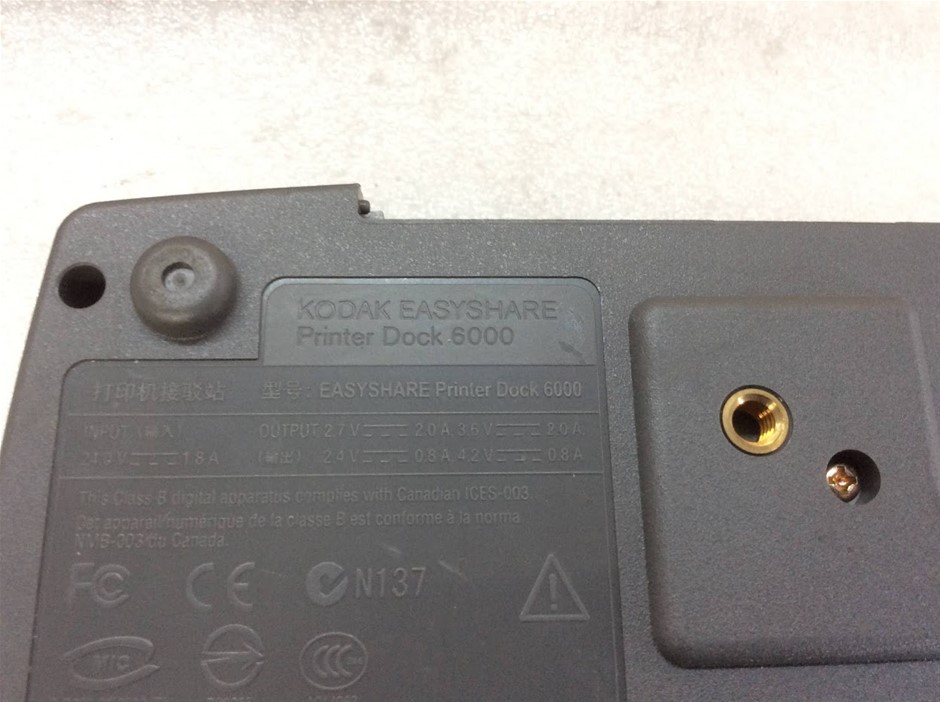 KODAK EASYSHARE
Printer Dock 6000
打印机接驳站 型号: EASYSHARE Printer Dock 6000
INPUT (输入) OUTPUT 2.7 V 2.0 A 3.6 V 2.0 A
24.0 V 1.8 A (输出) 2.4 V 0.8 A 4.2 V 0.8 A
This Class B digital apparatus complies with Canadian ICES-003.
Cet appareil numérique de la classe B est conforme à la norma
NMB-003 du Canada.
FC CE N137
MIC CCC